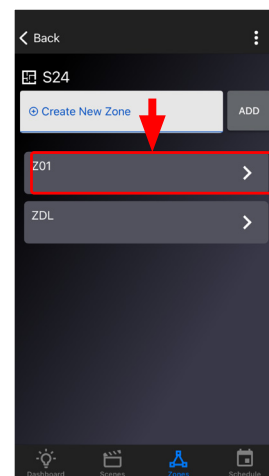 Back
S24
Create New Zone
ADD
Z01
ZDL
Dashboard Scenes Zones Schedule